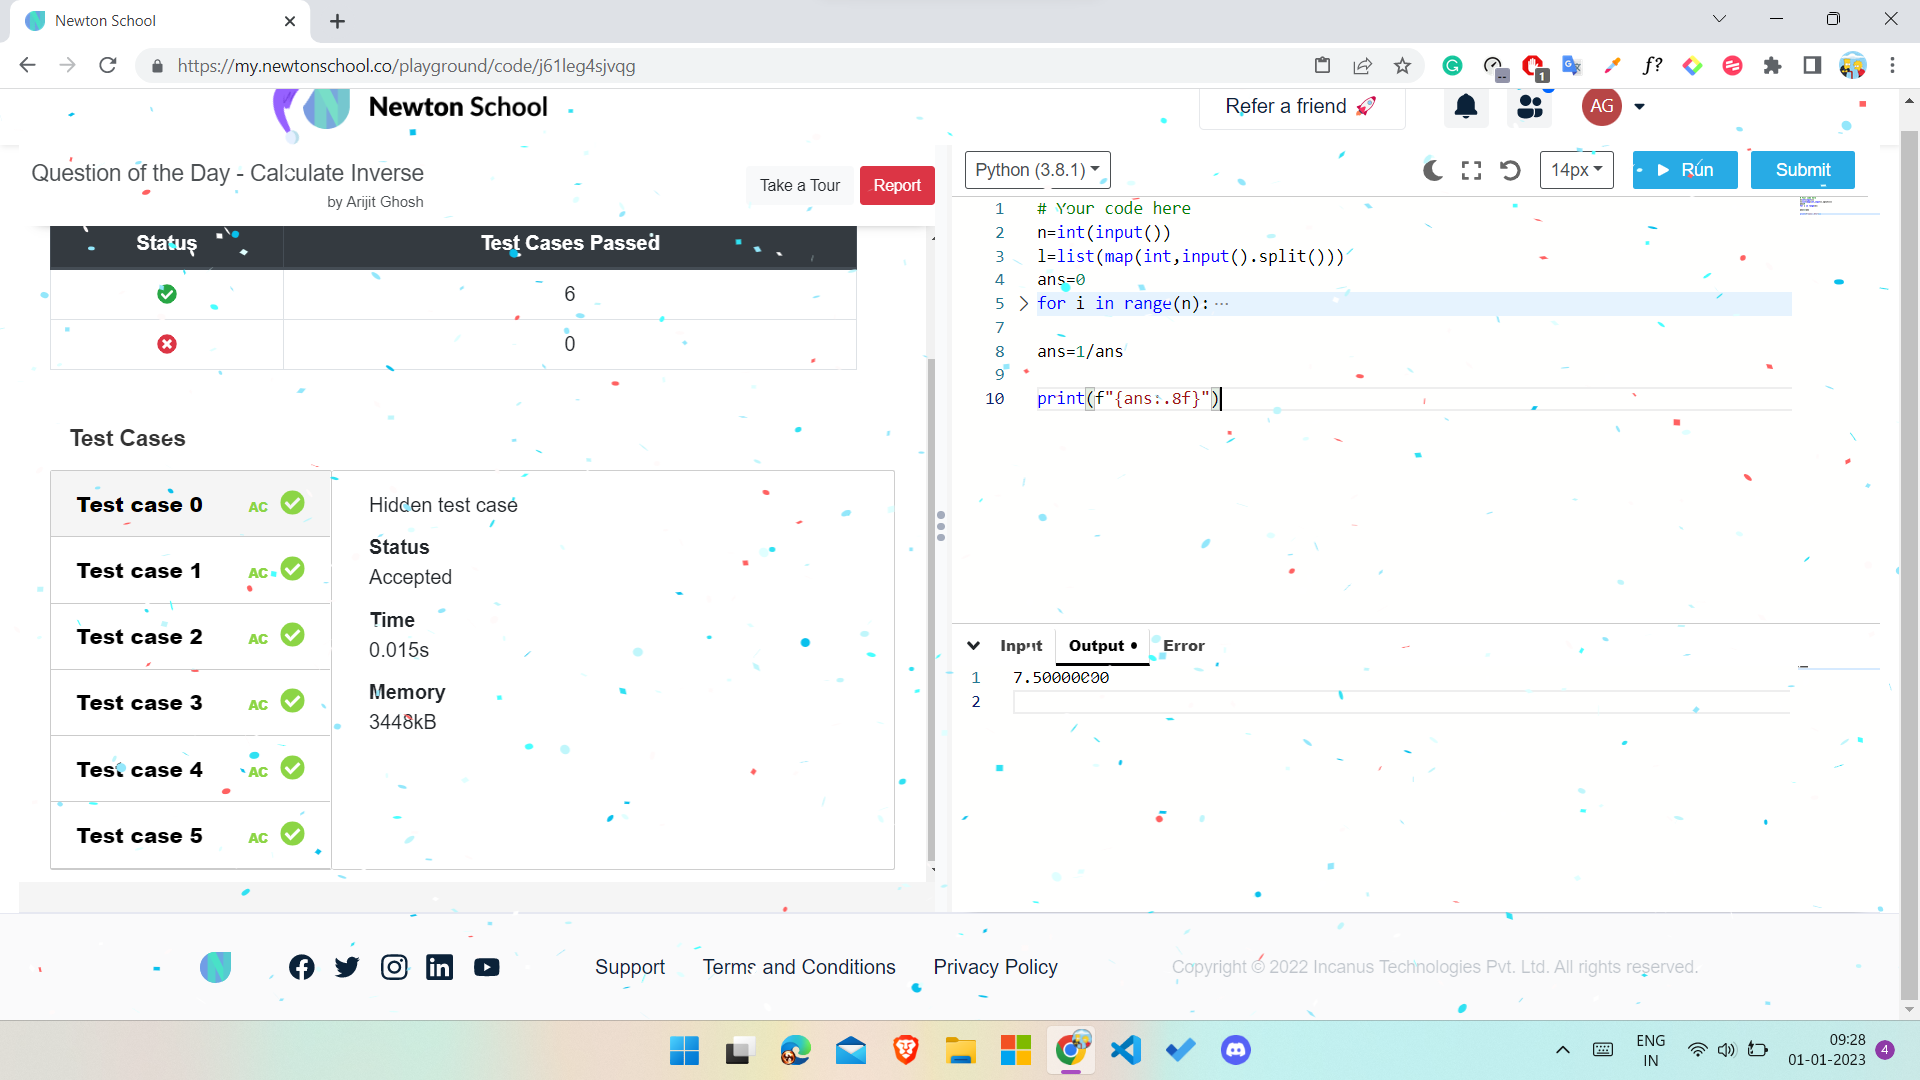 Newton School
https://my.newtonschool.co/playground/code/j61leg4sjvqg
1
f?
Newton School
Refer a friend
AG
Question of the Day - Calculate Inverse
by Arijit Ghosh
Take a Tour
Report
Status
Test Cases Passed
6
0
Test Cases
Test case 0 AC
Test case 1 AC
Test case 2 AC
Test case 3 AC
Test case 4 AC
Test case 5 AC
Hidden test case
Status
Accepted
Time
0.015s
Memory
3448kB
Python (3.8.1)
14px
Run
Submit
1 # Your code here
2 n=int(input())
3 l=list(map(int,input().split()))
4 ans=0
5 for i in range(n): ···
7
8 ans=1/ans
9
10 print(f"{ans:.8f}")
Input
Output •
Error
1 7.50000000
2
Support
Terms and Conditions
Privacy Policy
Copyright © 2022 Incanus Technologies Pvt. Ltd. All rights reserved.
ENG
IN
09:28
01-01-2023
4